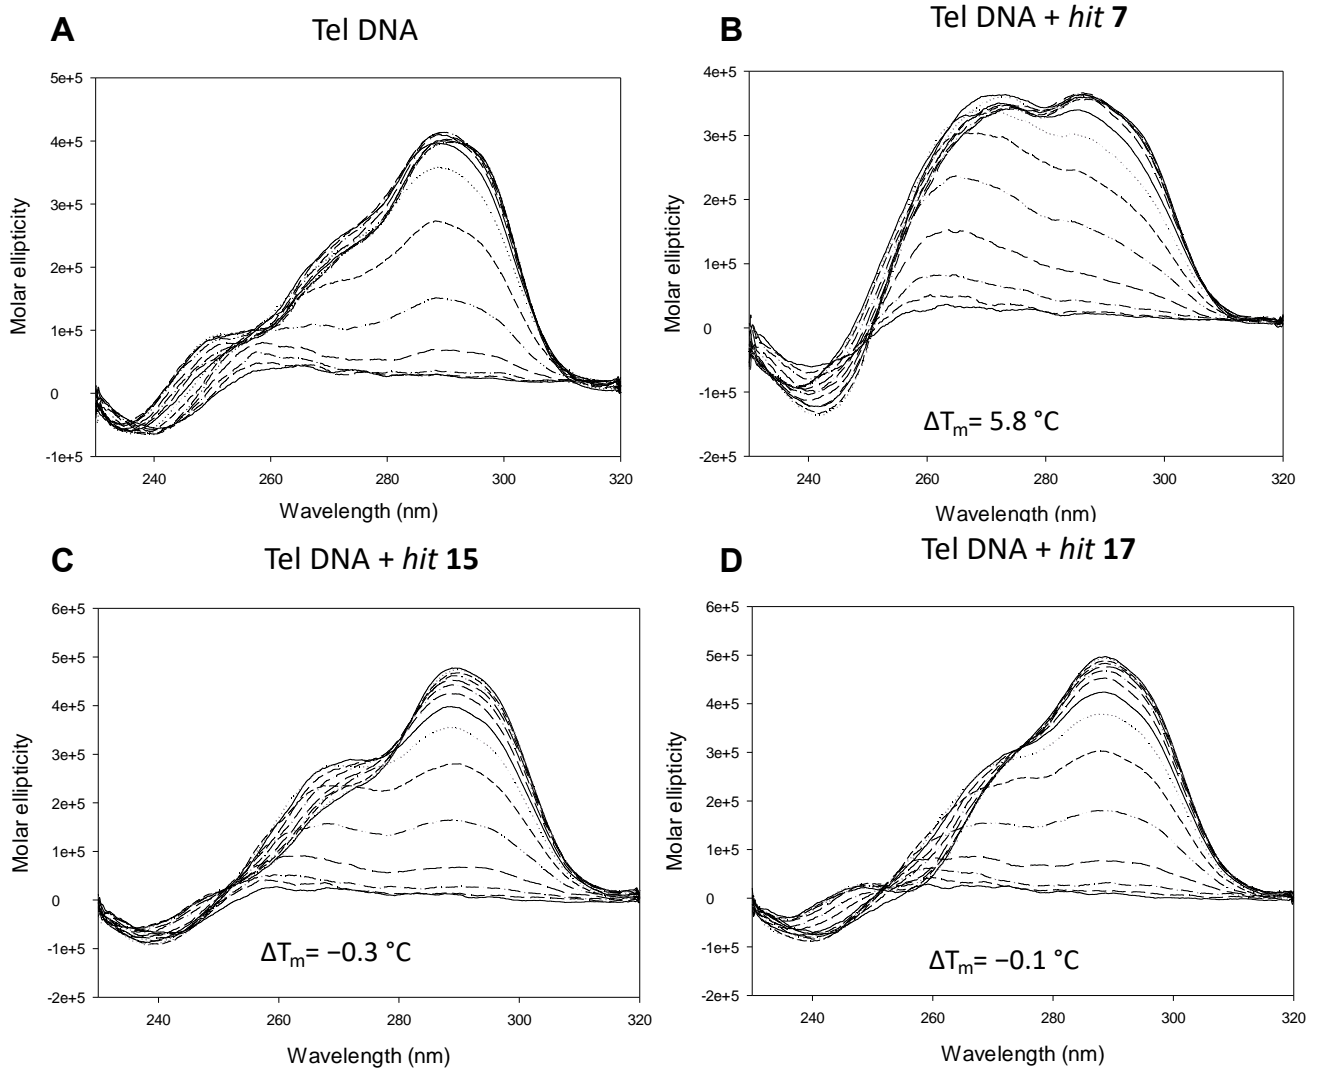 A
Tel DNA
5e+5
4e+5
3e+5
2e+5
1e+5
0
-1e+5
Molar ellipticity
240
260
280
300
320
Wavelength (nm)
B
Tel DNA + hit 7
4e+5
3e+5
2e+5
1e+5
0
-1e+5
-2e+5
Molar ellipticity
ΔTm= 5.8 °C
240
260
280
300
320
Wavelength (nm)
C
Tel DNA + hit 15
6e+5
5e+5
4e+5
3e+5
2e+5
1e+5
0
-1e+5
-2e+5
Molar ellipticity
ΔTm= −0.3 °C
240
260
280
300
320
Wavelength (nm)
D
Tel DNA + hit 17
6e+5
5e+5
4e+5
3e+5
2e+5
1e+5
0
-1e+5
-2e+5
Molar ellipticity
ΔTm= −0.1 °C
240
260
280
300
320
Wavelength (nm)